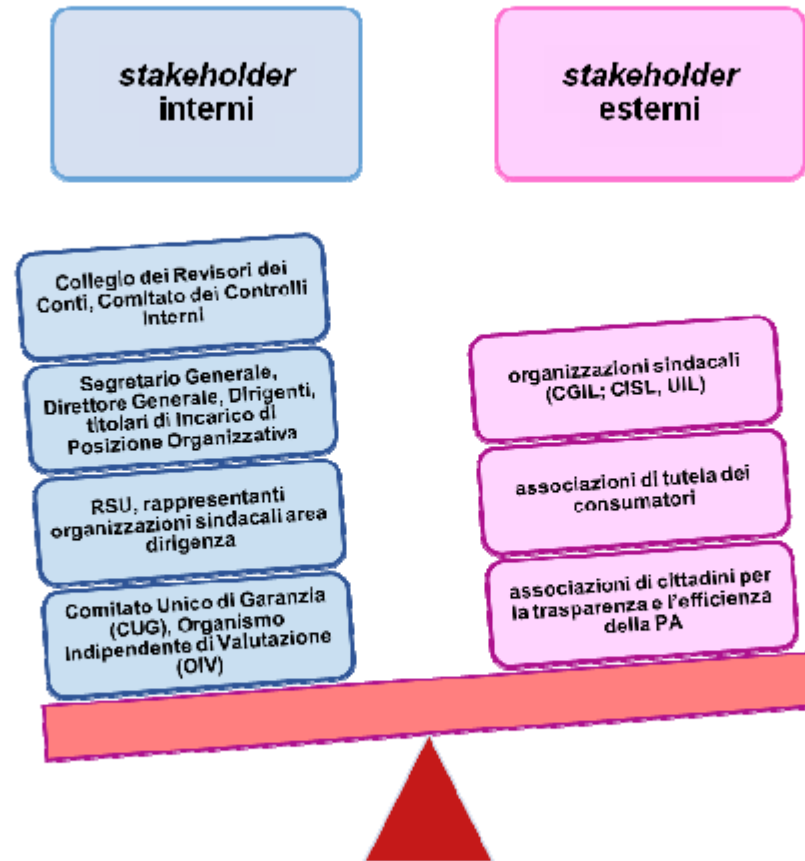 stakeholder
interni
stakeholder
esterni
Collegio dei Revisori dei
Conti, Comitato dei Controlli
Interni
Segretario Generale,
Direttore Generale, Dirigenti,
titolari di Incarico di
Posizione Organizzativa
RSU, rappresentanti
organizzazioni sindacali area
dirigenza
Comitato Unico di Garanzia
(CUG), Organismo
Indipendente di Valutazione
(OIV)
organizzazioni sindacali
(CGIL; CISL, UIL)
associazioni di tutela dei
consumatori
associazioni di cittadini per
la trasparenza e l'efficienza
della PA